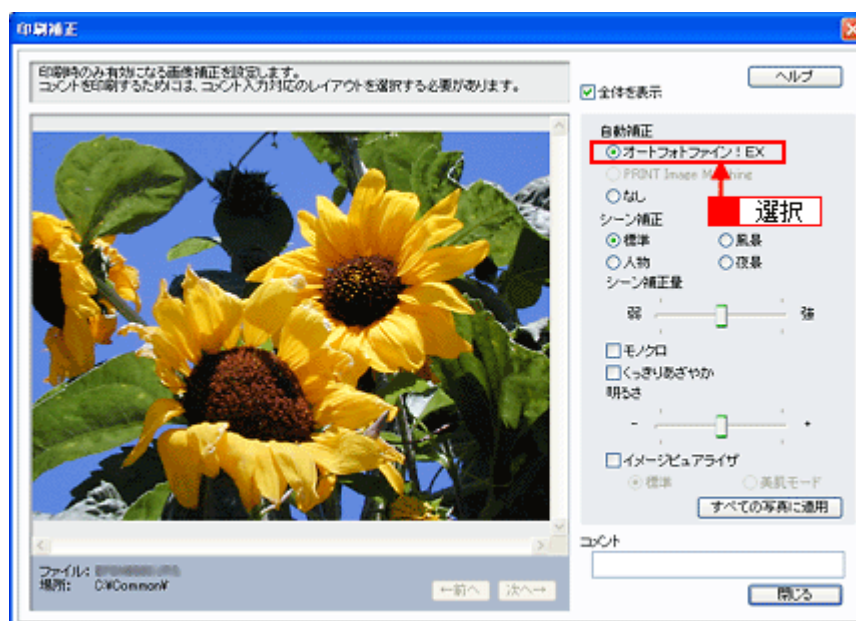 印刷補正
印刷時のみ有効になる画像補正を設定します。
コメントを印刷するためには、コメント入力対応のレイアウトを選択する必要があります。
全体を表示
ヘルプ
自動補正
オートフォトファイン!EX
PRINT Image Matching
なし
選択
シーン補正
標準 風景
人物 夜景
シーン補正量
弱 強
モノクロ
くっきりあざやか
明るさ
- +
イメージビュアライザ
標準 美肌モード
すべての写真に適用
コメント
ファイル:
場所: C:¥Common¥
←前へ 次へ→
閉じる